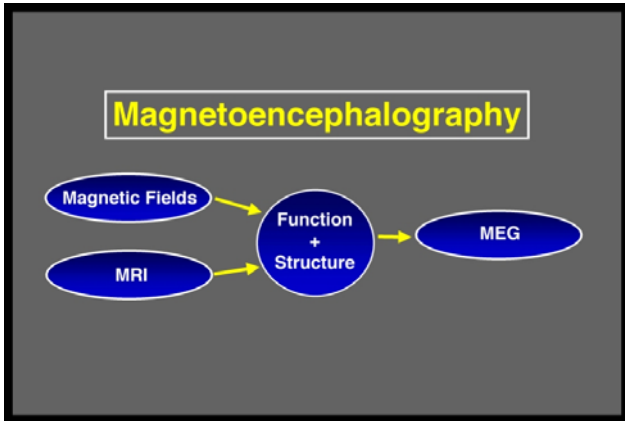 Magnetoencephalography
Magnetic Fields
MRI
Function
+
Structure
MEG